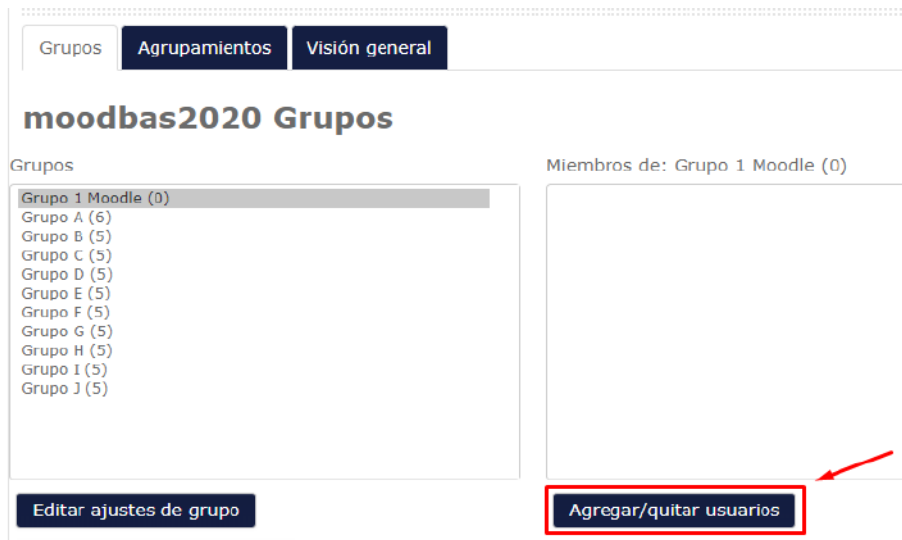 Grupos Agrupamientos Visión general
moodbas2020 Grupos
Grupos
Grupo 1 Moodle (0)
Grupo A (6)
Grupo B (5)
Grupo C (5)
Grupo D (5)
Grupo E (5)
Grupo F (5)
Grupo G (5)
Grupo H (5)
Grupo I (5)
Grupo J (5)
Editar ajustes de grupo
Miembros de: Grupo 1 Moodle (0)
Agregar/quitar usuarios